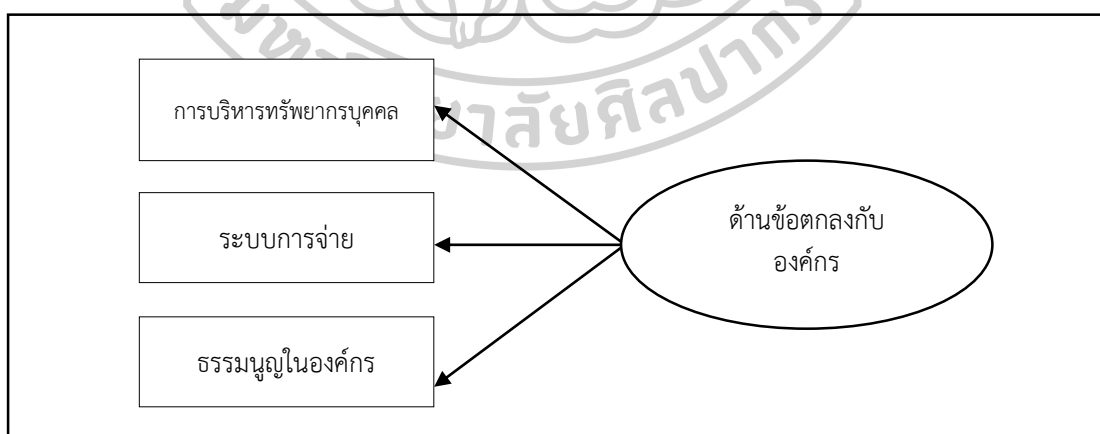 การบริหารทรัพยากรบุคคล
ระบบการจ่าย
ธรรมนูญในองค์กร
ด้านข้อตกลงกับ
องค์กร